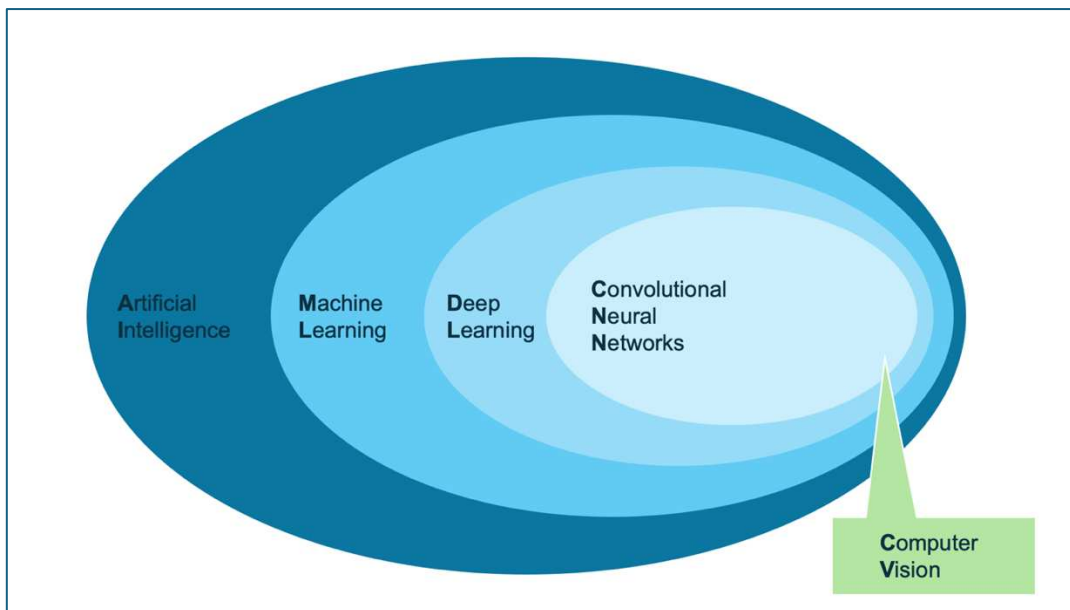 Artificial
Intelligence
Machine
Learning
Deep
Learning
Convolutional
Neural
Networks
Computer
Vision